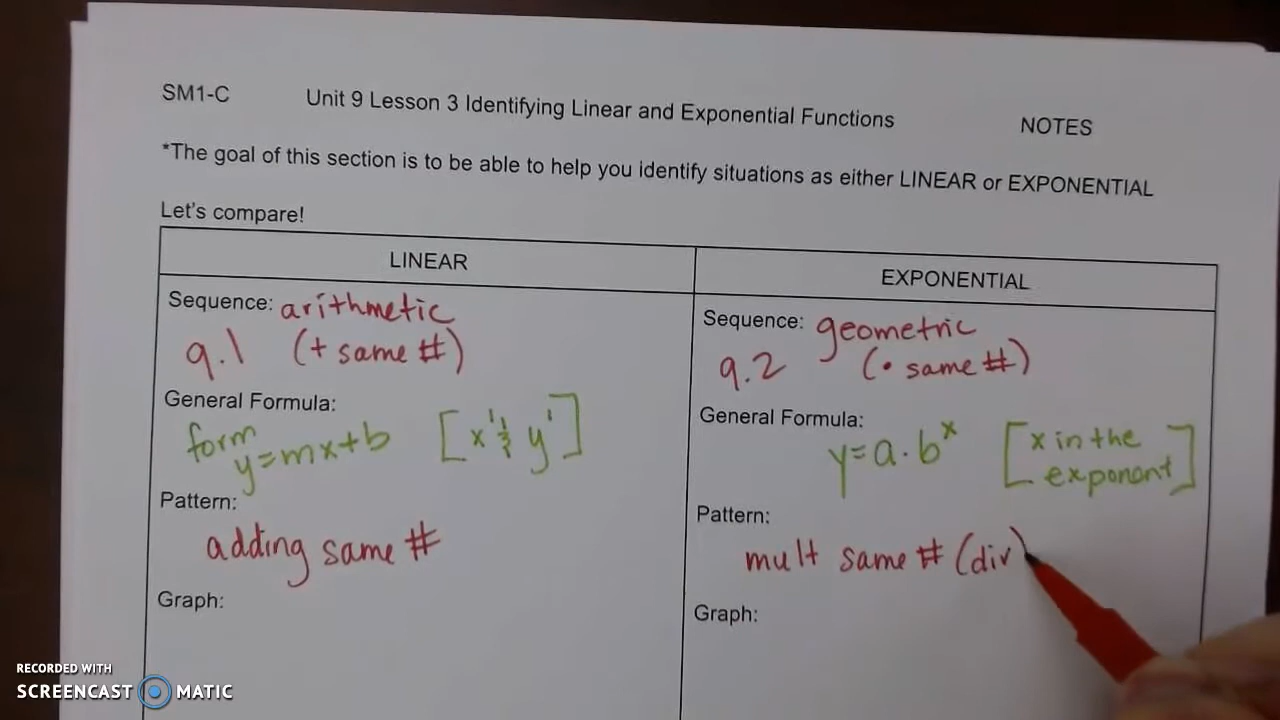 SM1-C Unit 9 Lesson 3 Identifying Linear and Exponential Functions NOTES
*The goal of this section is to be able to help you identify situations as either LINEAR or EXPONENTIAL
Let's compare!
LINEAR
Sequence: arithmetic
9.1 (+ same #)
General Formula:
form y=mx+b [x¹ & y¹]
Pattern:
adding same #
Graph:
EXPONENTIAL
Sequence: geometric
9.2 (• same #)
General Formula:
y=a·bˣ [x in the
exponent]
Pattern:
mult same # (div)
Graph:
RECORDED WITH
SCREENCAST MATIC